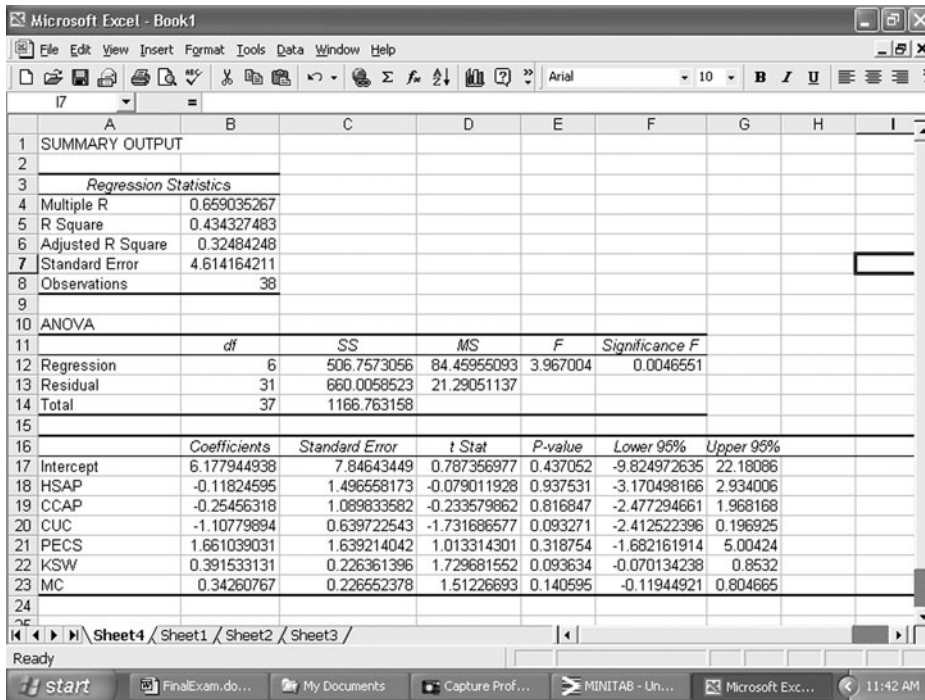 Microsoft Excel - Book1
File Edit View Insert Format Tools Data Window Help
Arial 10 B I U
I7 =
A B C D E F G H I
1 SUMMARY OUTPUT
2
3 Regression Statistics
4 Multiple R 0.659035267
5 R Square 0.434327483
6 Adjusted R Square 0.32484248
7 Standard Error 4.614164211
8 Observations 38
9
10 ANOVA
11 df SS MS F Significance F
12 Regression 6 506.7573056 84.45955093 3.967004 0.0046551
13 Residual 31 660.0058523 21.29051137
14 Total 37 1166.763158
15
16 Coefficients Standard Error t Stat P-value Lower 95% Upper 95%
17 Intercept 6.177944938 7.84643449 0.787356977 0.437052 -9.824972635 22.18086
18 HSAP -0.11824595 1.496558173 -0.079011928 0.937531 -3.170498166 2.934006
19 CCAP -0.25456318 1.089833582 -0.233579862 0.816847 -2.477294661 1.968168
20 CUC -1.10779894 0.639722543 -1.731686577 0.093271 -2.412522396 0.196925
21 PECS 1.661039031 1.639214042 1.013314301 0.318754 -1.682161914 5.00424
22 KSW 0.391533131 0.226361396 1.729681552 0.093634 -0.070134238 0.8532
23 MC 0.34260767 0.226552378 1.51226693 0.140595 -0.11944921 0.804665
24
Sheet4 / Sheet1 / Sheet2 / Sheet3 /
Ready
start FinalExam.do... My Documents Capture Prof... MINITAB - Un... Microsoft Exc... 11:42 AM